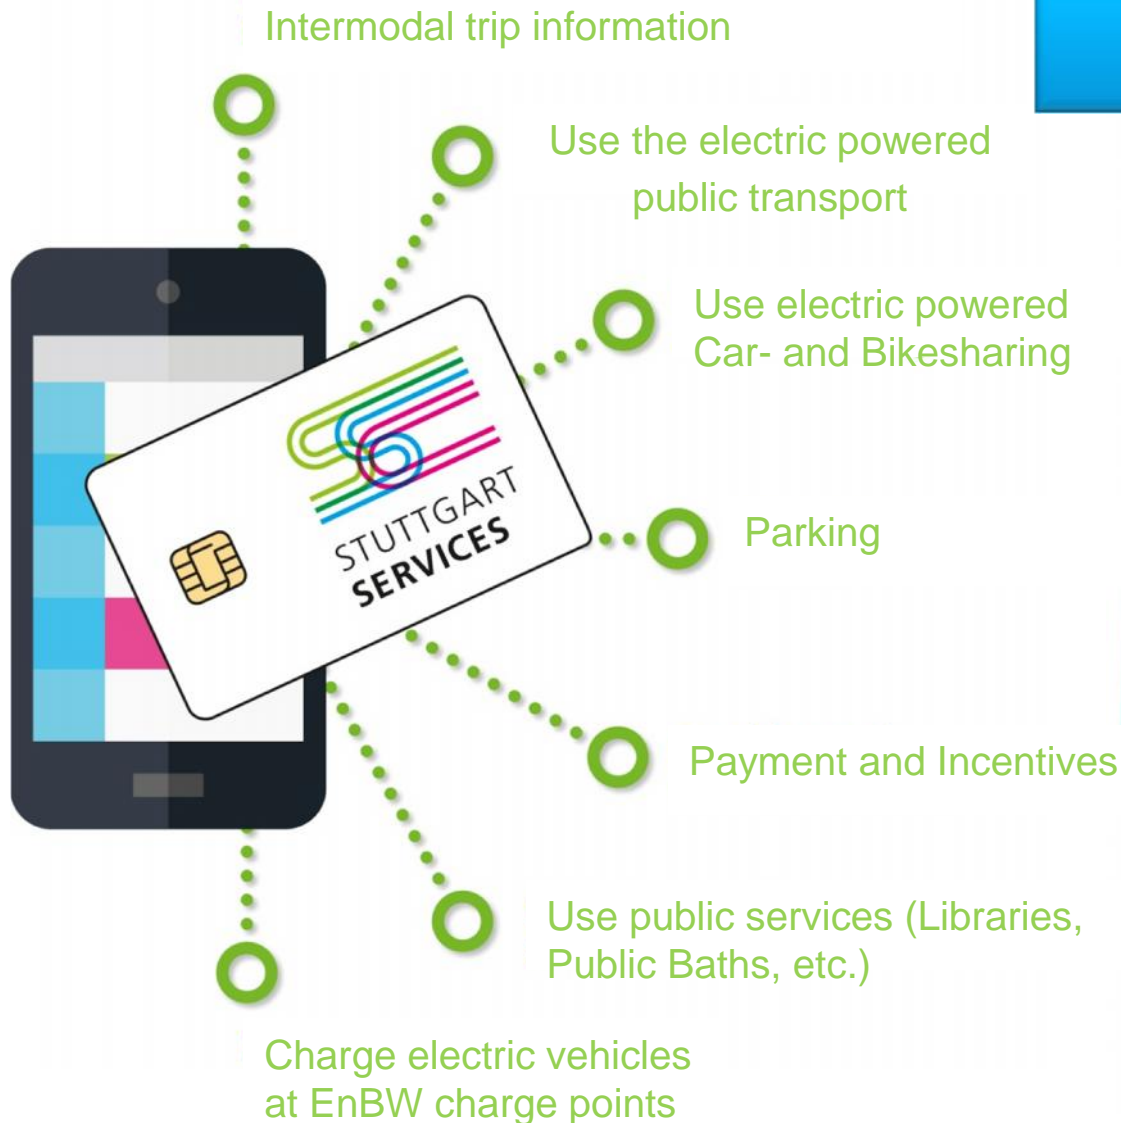 Intermodal trip information
Use the electric powered
public transport
Use electric powered
Car- and Bikesharing
STUTTGART
SERVICES
Parking
Payment and Incentives
Use public services (Libraries,
Public Baths, etc.)
Charge electric vehicles
at EnBW charge points